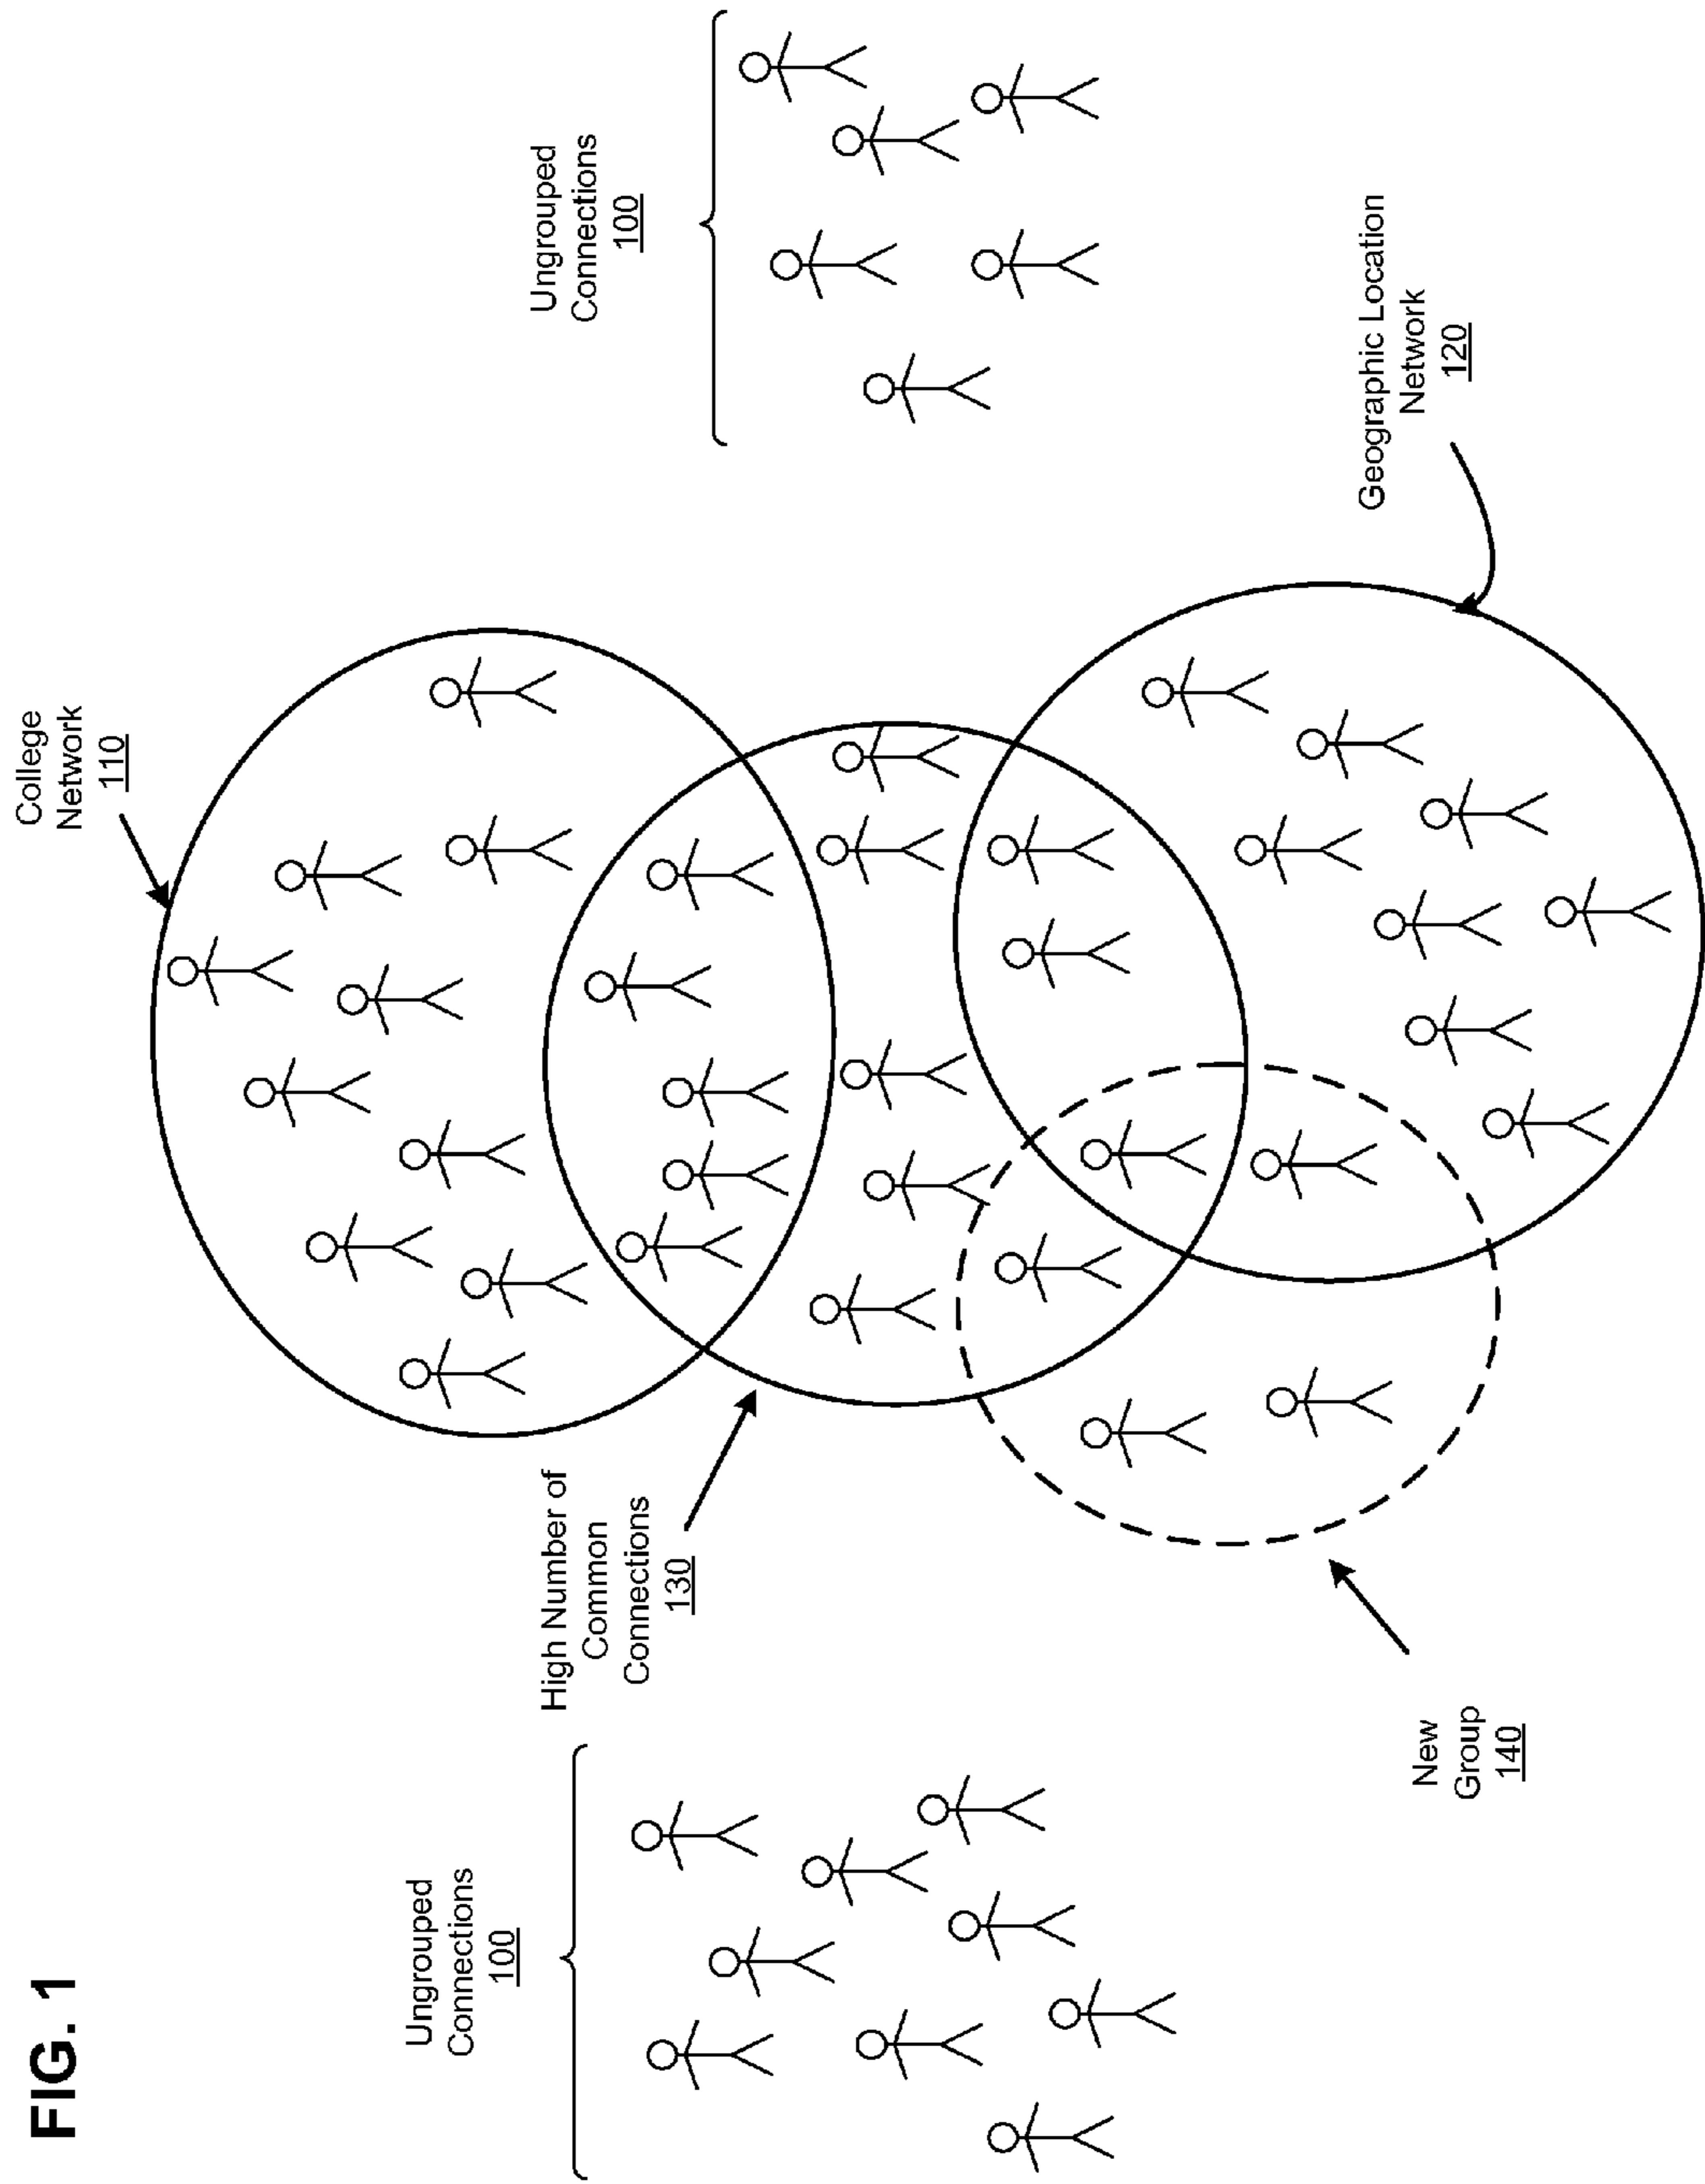 FIG. 1
Ungrouped
Connections
100
High Number of
Common
Connections
130
College
Network
110
Ungrouped
Connections
100
New
Group
140
Geographic Location
Network
120